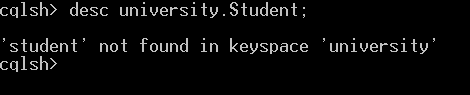 cqlsh> desc university.Student;
'student' not found in keyspace 'university'
cqlsh>